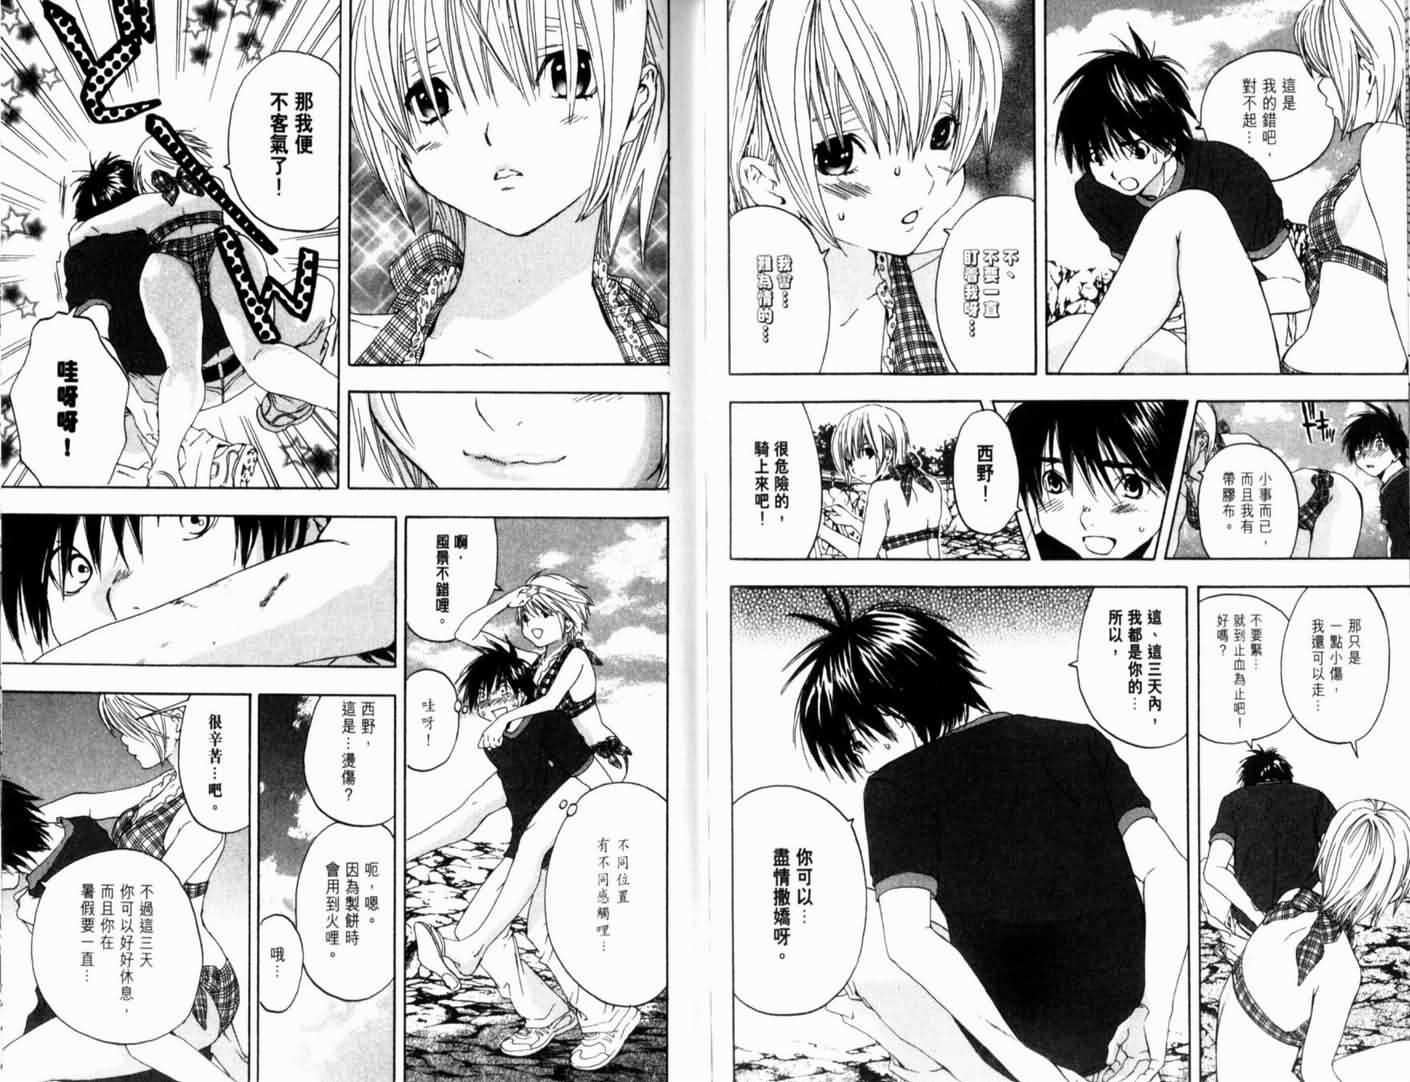 這是
我的錯吧，
對不起…
不、
不要一直
盯著我呀…
我會…
難為情的…
小事而已，
而且我有
帶膠布。
西野！
很危險的，
騎上來吧！
那只是
一點小傷，
我還可以走…
不要緊…
就到止血為止吧！
好嗎？
這、這三天內，
我都是你的…
所以，
你可以…
盡情撒嬌呀。
那我便
不客氣了！
哇呀呀！
啊，
風景不錯哩。
哇呀！
不同位置
有不同感觸哩…
西野，
這是…燙傷？
呃，嗯。
因為製餅時
會用到火哩。
哦…
很辛苦…吧。
不過這三天
你可以好好休息，
而且你在
暑假要一直…